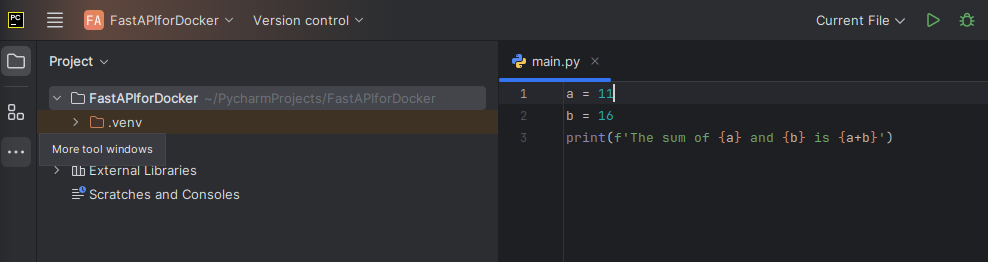 PC
FA FastAPIforDocker Version control Current File
Project
main.py
FastAPIforDocker ~/PycharmProjects/FastAPIforDocker
.venv
More tool windows
External Libraries
Scratches and Consoles
1 a = 11
2 b = 16
3 print(f'The sum of {a} and {b} is {a+b}')